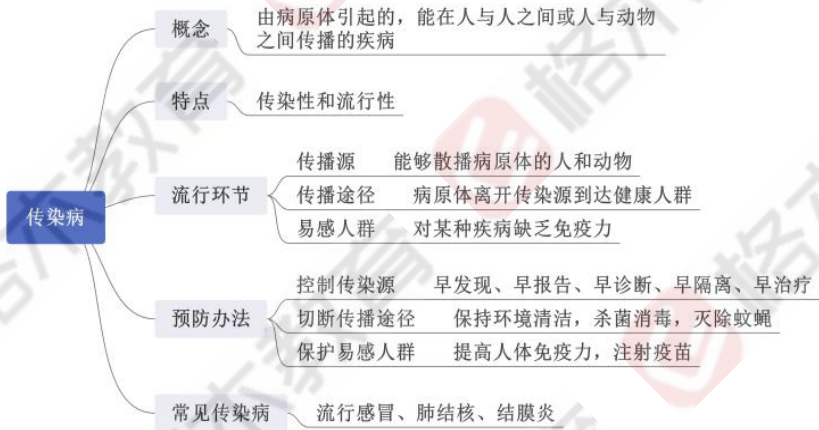 概念
由病原体引起的，能在人与人之间或人与动物
之间传播的疾病
特点
传染性和流行性
传染病
流行环节
传播源 能够散播病原体的人和动物
传播途径 病原体离开传染源到达健康人群
易感人群 对某种疾病缺乏免疫力
预防办法
控制传染源 早发现、早报告、早诊断、早隔离、早治疗
切断传播途径 保持环境清洁，杀菌消毒，灭除蚊蝇
保护易感人群 提高人体免疫力，注射疫苗
常见传染病
流行感冒、肺结核、结膜炎
格木教育